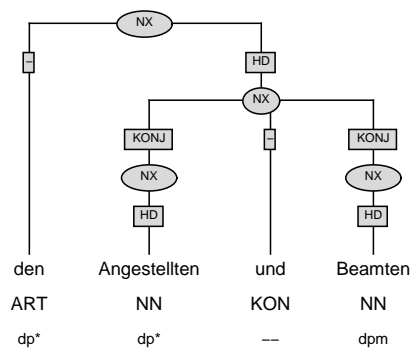 NX
– HD
NX
KONJ – KONJ
NX NX
HD HD
den Angestellten und Beamten
ART NN KON NN
dp* dp* –– dpm